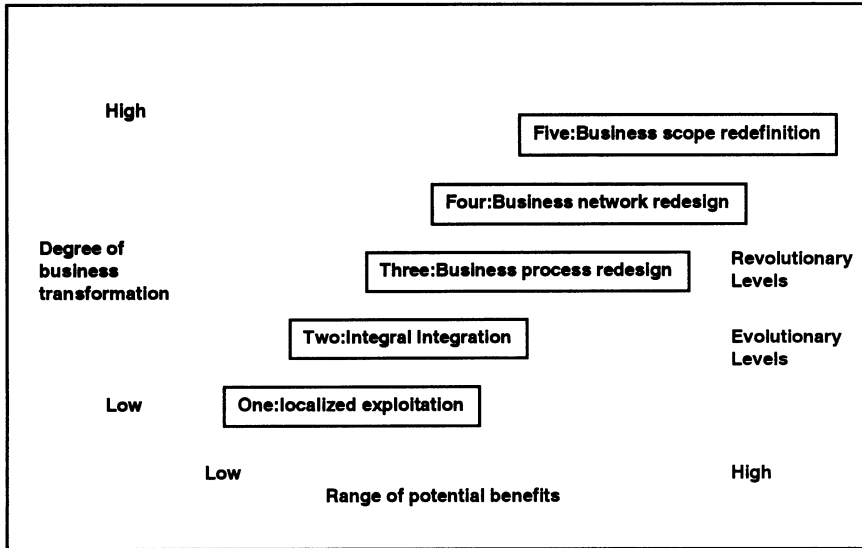 High
Five:Business scope redefinition
Four:Business network redesign
Degree of
business
transformation
Three:Business process redesign
Revolutionary
Levels
Two:Integral Integration
Evolutionary
Levels
Low
One:localized exploitation
Low
High
Range of potential benefits